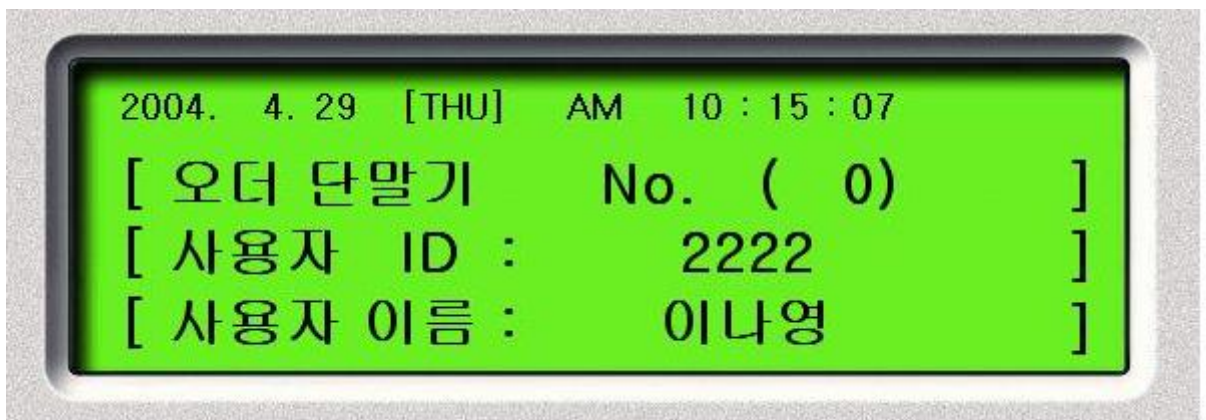 2004. 4. 29 [THU] AM 10 : 15 : 07
[ 오더 단말기 No. ( 0) ]
[ 사용자 ID : 2222 ]
[ 사용자 이름 : 이나영 ]